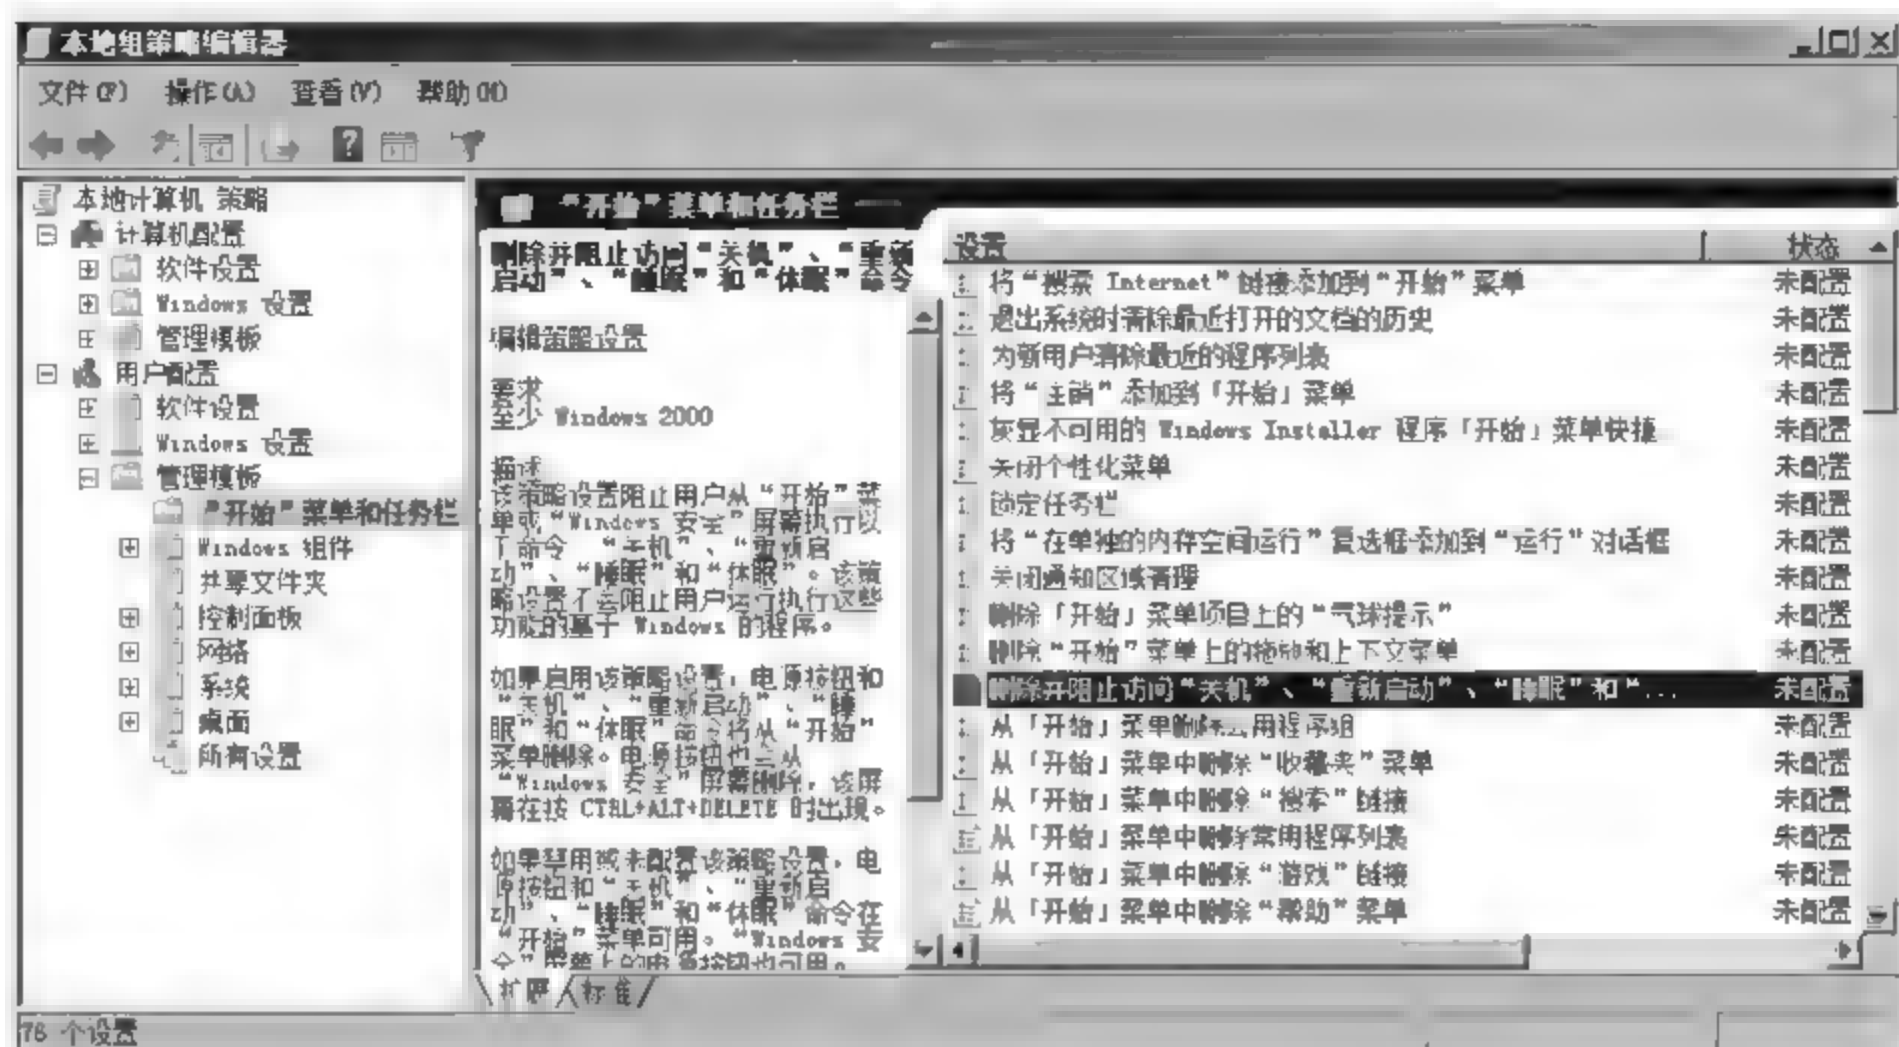 本地组策略编辑器
文件(F) 操作(A) 查看(V) 帮助(H)
本地计算机 策略
计算机配置
软件设置
Windows 设置
管理模板
用户配置
软件设置
Windows 设置
管理模板
"开始"菜单和任务栏
Windows 组件
共享文件夹
控制面板
网络
系统
桌面
所有设置
"开始"菜单和任务栏
删除并阻止访问"关机"、"重新
启动"、"睡眠"和"休眠"命令
编辑策略设置
要求
至少 Windows 2000
描述
该策略设置阻止用户从"开始"菜
单或"Windows 安全"屏幕执行以
下命令: "关机"、"重新启
动"、"睡眠"和"休眠"。该策
略设置不会阻止用户运行执行这些
功能的基于 Windows 的程序。
如果启用该策略设置,电源按钮和
"关机"、"重新启动"、"睡
眠"和"休眠"命令将从"开始"
菜单删除。电源按钮也会从
"Windows 安全"屏幕删除,该屏
幕在按 CTRL+ALT+DELETE 时出现。
如果禁用或未配置该策略设置,电
源按钮和"关机"、"重新启
动"、"睡眠"和"休眠"命令在
"开始"菜单可用。"Windows 安
全"屏幕上的电源按钮也可用。
扩展 标准
设置 状态
将"搜索 Internet"链接添加到"开始"菜单 未配置
退出系统时清除最近打开的文档的历史 未配置
为新用户清除最近的程序列表 未配置
将"注销"添加到「开始」菜单 未配置
灰显不可用的 Windows Installer 程序「开始」菜单快捷 未配置
关闭个性化菜单 未配置
锁定任务栏 未配置
将"在单独的内存空间运行"复选框添加到"运行"对话框 未配置
关闭通知区域清理 未配置
删除「开始」菜单项目上的"气球提示" 未配置
删除"开始"菜单上的拖动和上下文菜单 未配置
删除并阻止访问"关机"、"重新启动"、"睡眠"和"... 未配置
从「开始」菜单删除公用程序组 未配置
从「开始」菜单中删除"收藏夹"菜单 未配置
从「开始」菜单中删除"搜索"链接 未配置
从「开始」菜单中删除常用程序列表 未配置
从「开始」菜单中删除"游戏"链接 未配置
从「开始」菜单中删除"帮助"菜单 未配置
76 个设置